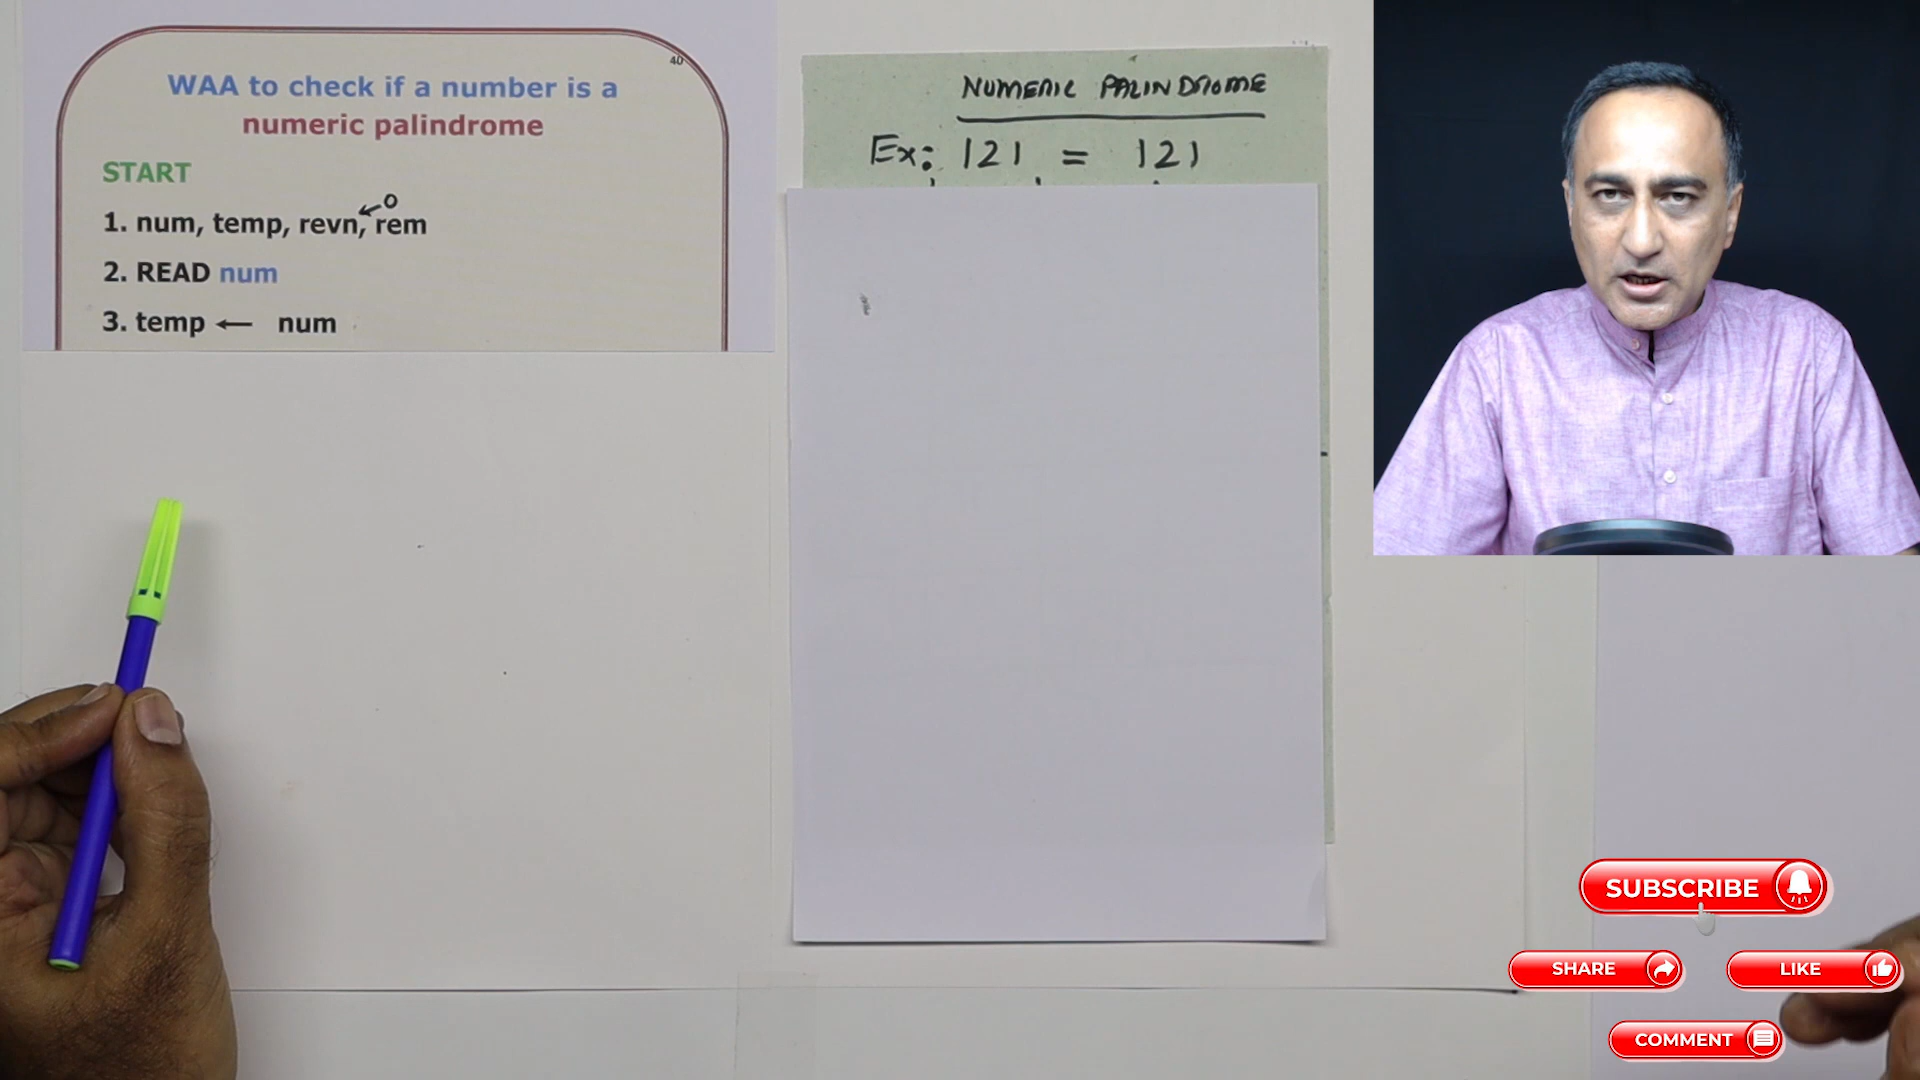 40
WAA to check if a number is a
numeric palindrome
START
0
1. num, temp, revn, rem
2. READ num
3. temp ← num
NUMERIC PALINDROME
Ex: 121 = 121
SUBSCRIBE
SHARE
LIKE
COMMENT